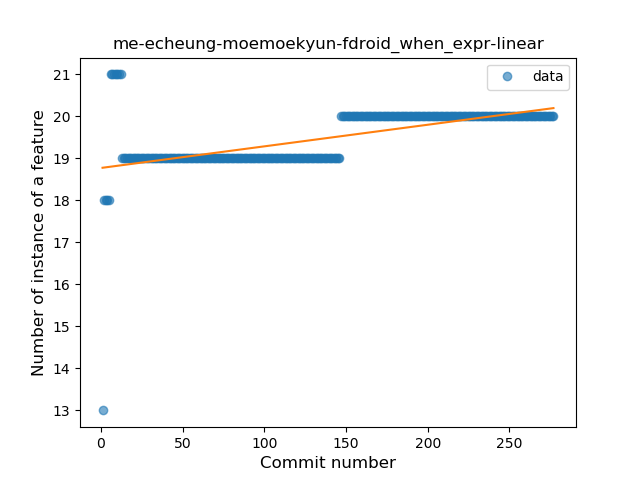 me-echeung-moemoekyun-fdroid_when_expr-linear
data
Number of instance of a feature
21
20
19
18
17
16
15
14
13
0 50 100 150 200 250
Commit number